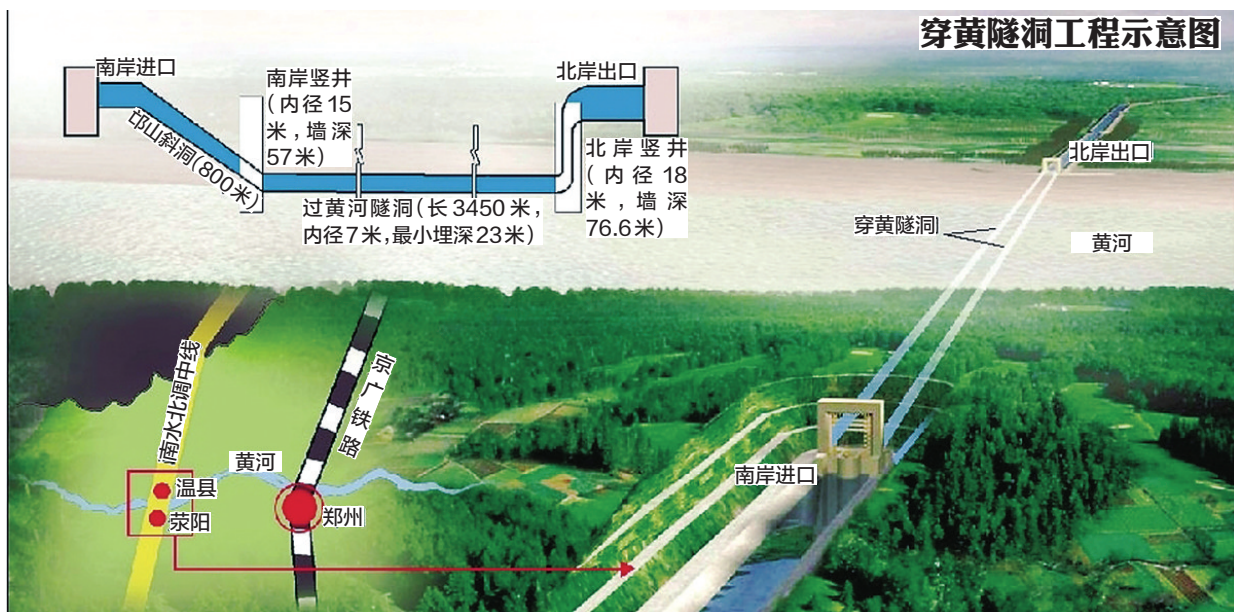 穿黄隧洞工程示意图
南岸进口
邙山斜洞(800米)
南岸竖井
(内径15
米,墙深
57米)
过黄河隧洞(长3450米,
内径7米,最小埋深23米)
北岸出口
北岸竖井
(内径18
米,墙深
76.6米)
北岸出口
穿黄隧洞
黄河
南水北调中线
京广铁路
黄河
温县
荥阳
郑州
南岸进口